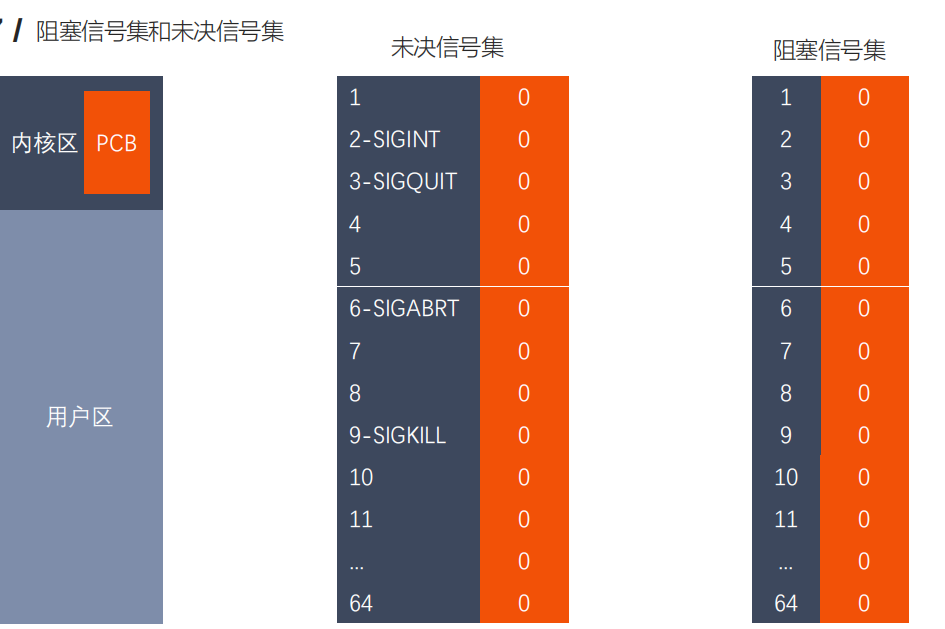 / 阻塞信号集和未决信号集
未决信号集
阻塞信号集
内核区 PCB
用户区
1 0
2-SIGINT 0
3-SIGQUIT 0
4 0
5 0
6-SIGABRT 0
7 0
8 0
9-SIGKILL 0
10 0
11 0
... 0
64 0
1 0
2 0
3 0
4 0
5 0
6 0
7 0
8 0
9 0
10 0
11 0
... 0
64 0